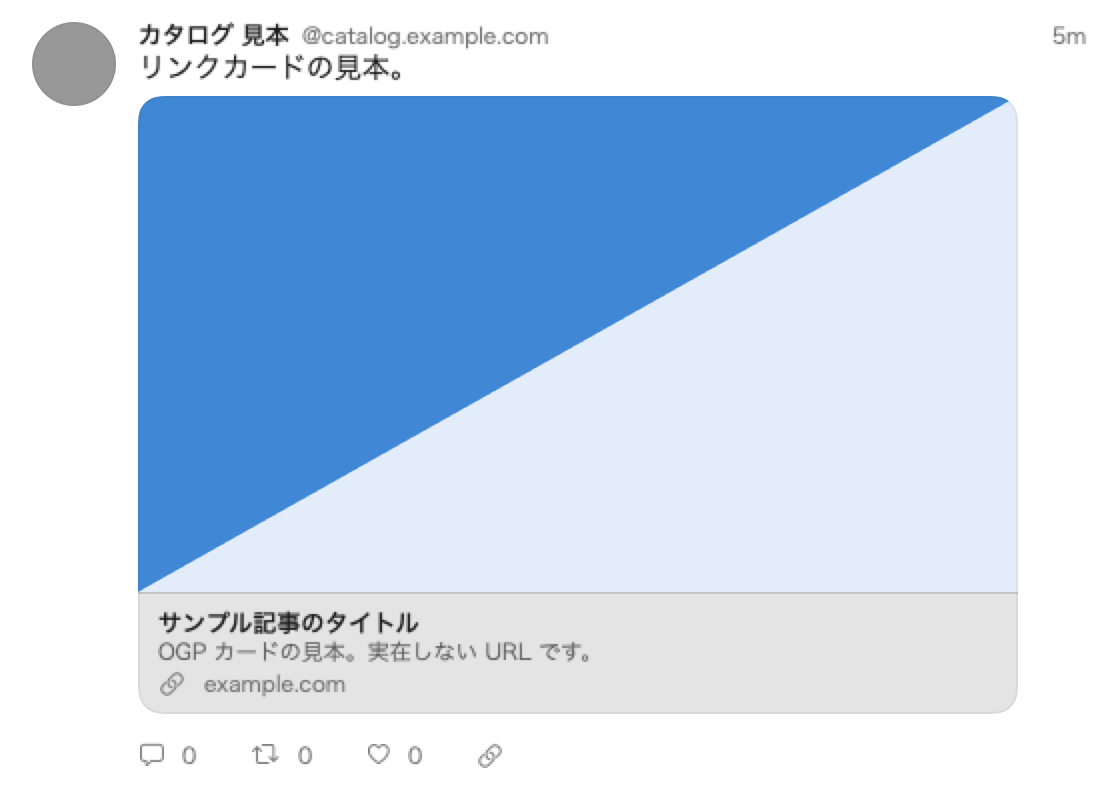 カタログ 見本 @catalog.example.com 5m
リンクカードの見本。
サンプル記事のタイトル
OGP カードの見本。実在しない URL です。
example.com
0 0 0